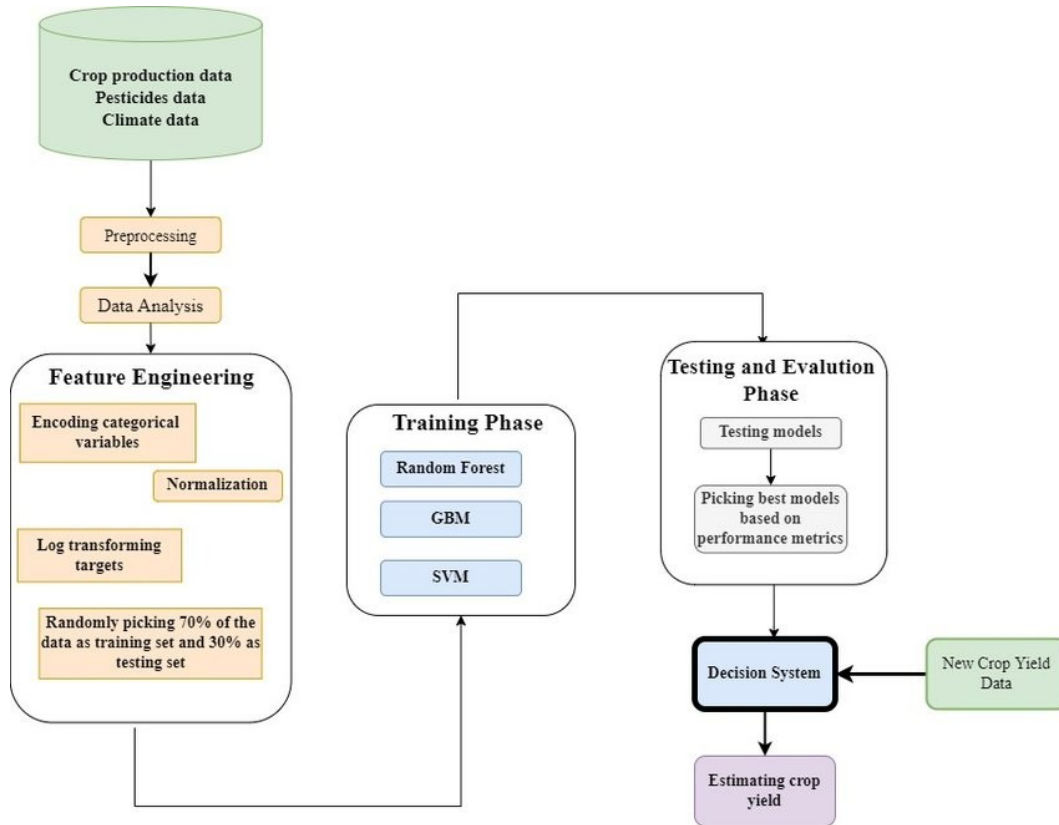 Crop production data
Pesticides data
Climate data
Preprocessing
Data Analysis
Feature Engineering
Encoding categorical
variables
Normalization
Log transforming
targets
Randomly picking 70% of the
data as training set and 30% as
testing set
Training Phase
Random Forest
GBM
SVM
Testing and Evalution
Phase
Testing models
Picking best models
based on
performance metrics
Decision System
New Crop Yield
Data
Estimating crop
yield